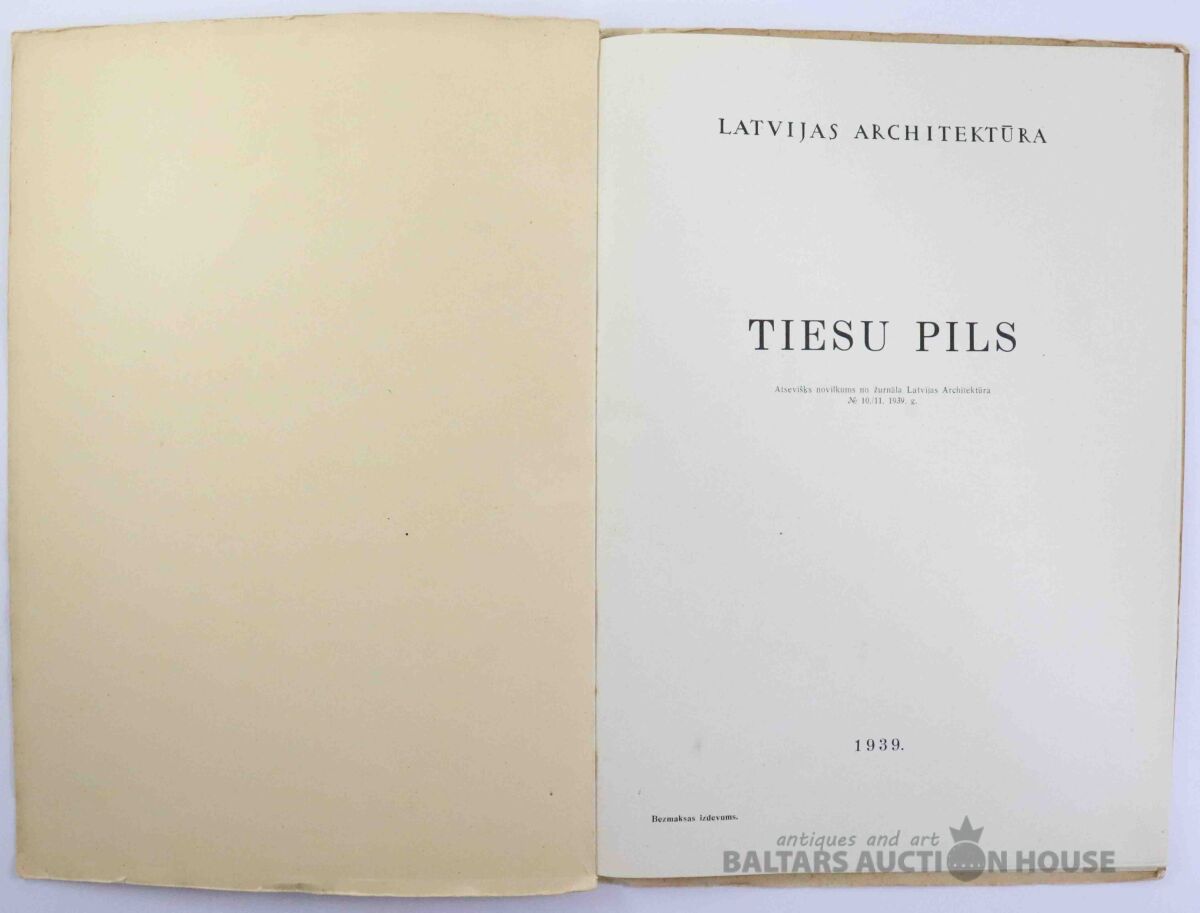 LATVIJAS ARCHITEKTŪRA
TIESU PILS
Atsevišķs novilkums no žurnāla Latvijas Architektūra
№ 10./11. 1939. g.
1939.
Bezmaksas izdevums.
antiques and art
BALTARS AUCTION HOUSE